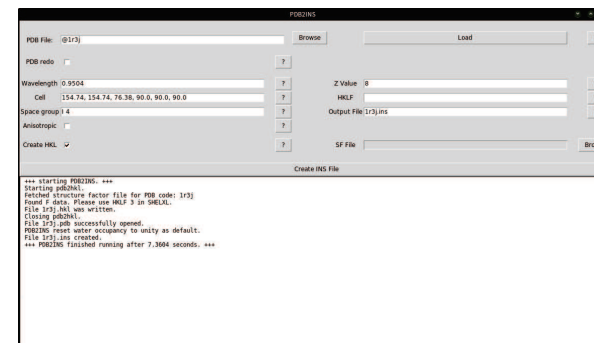 PDB2INS
PDB File: @1r3j Browse Load
PDB redo ?
Wavelength 0.9504 ? Z Value 8
Cell 154.74, 154.74, 76.38, 90.0, 90.0, 90.0 ? HKLF
Space group I 4 ? Output File 1r3j.ins
Anisotropic ?
Create HKL ? SF File Bro
Create INS File
+++ starting PDB2INS. +++
Starting pdb2hkl.
Fetched structure factor file for PDB code: 1r3j
Found F data. Please use HKLF 3 in SHELXL.
File 1r3j.hkl was written.
Closing pdb2hkl.
File 1r3j.pdb successfully opened.
PDB2INS reset water occupancy to unity as default.
File 1r3j.ins created.
+++ PDB2INS finished running after 7.3604 seconds. +++